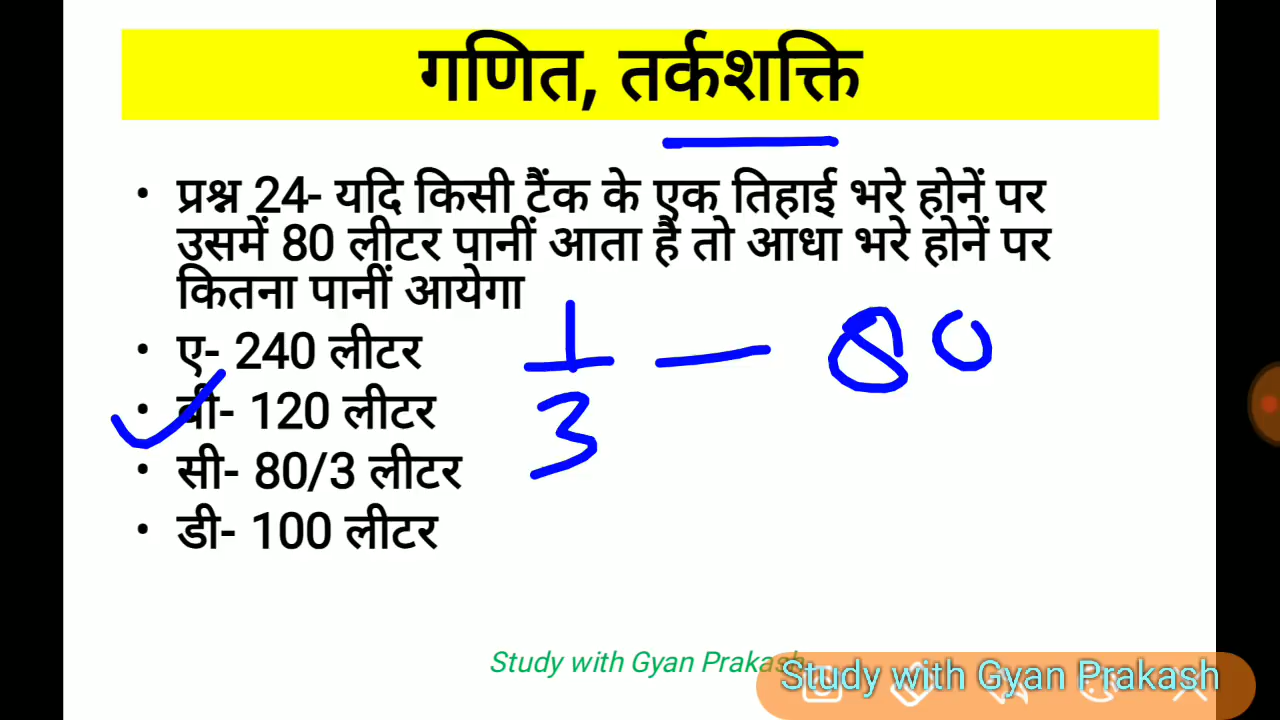 गणित, तर्कशक्ति
• प्रश्न 24- यदि किसी टैंक के एक तिहाई भरे होनें पर
उसमें 80 लीटर पानीं आता है तो आधा भरे होनें पर
कितना पानीं आयेगा
• ए- 240 लीटर
• बी- 120 लीटर
• सी- 80/3 लीटर
• डी- 100 लीटर
1/3 — 80
Study with Gyan Prakash
Study with Gyan Prakash